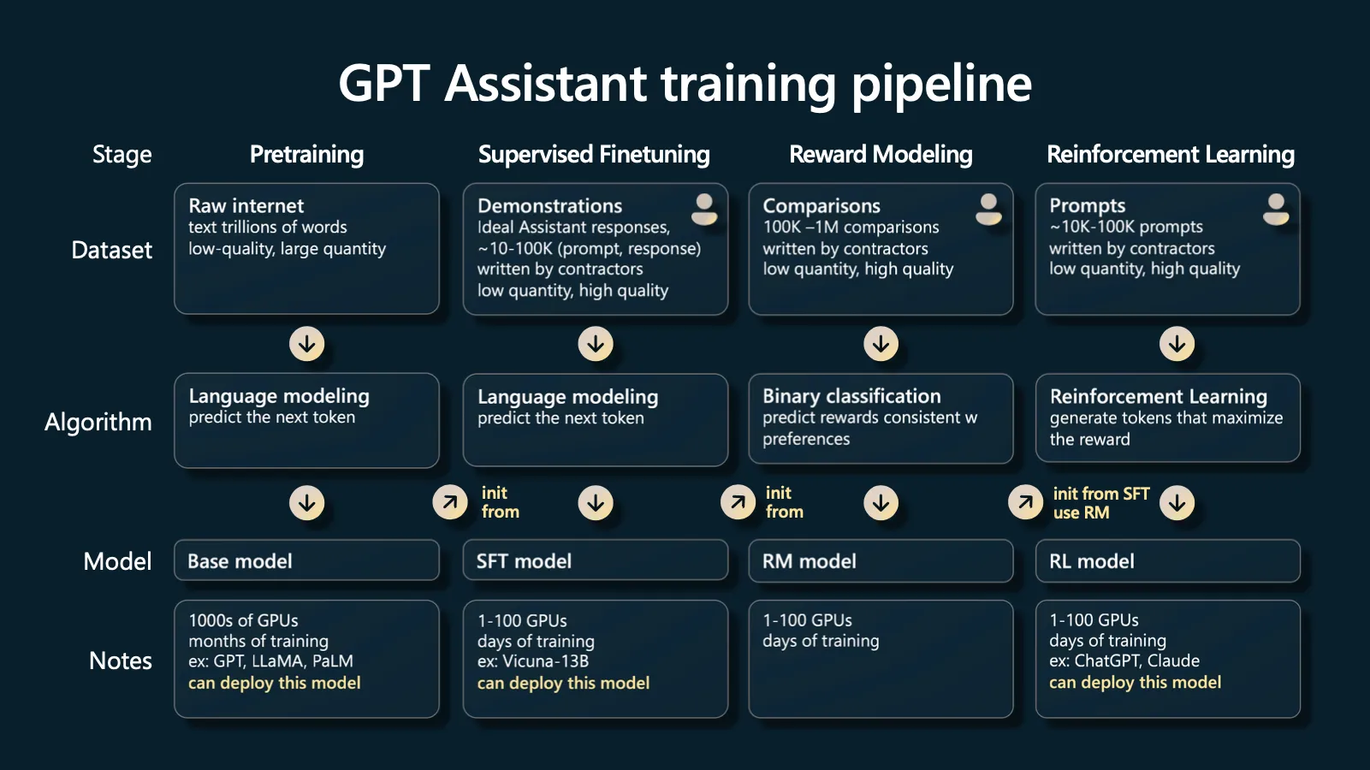 GPT Assistant training pipeline
Stage
Pretraining
Supervised Finetuning
Reward Modeling
Reinforcement Learning
Dataset
Raw internet
text trillions of words
low-quality, large quantity
Demonstrations
Ideal Assistant responses,
~10-100K (prompt, response)
written by contractors
low quantity, high quality
Comparisons
100K –1M comparisons
written by contractors
low quantity, high quality
Prompts
~10K-100K prompts
written by contractors
low quantity, high quality
Algorithm
Language modeling
predict the next token
Language modeling
predict the next token
Binary classification
predict rewards consistent w
preferences
Reinforcement Learning
generate tokens that maximize
the reward
init
from
init
from
init from SFT
use RM
Model
Base model
SFT model
RM model
RL model
Notes
1000s of GPUs
months of training
ex: GPT, LLaMA, PaLM
can deploy this model
1-100 GPUs
days of training
ex: Vicuna-13B
can deploy this model
1-100 GPUs
days of training
1-100 GPUs
days of training
ex: ChatGPT, Claude
can deploy this model